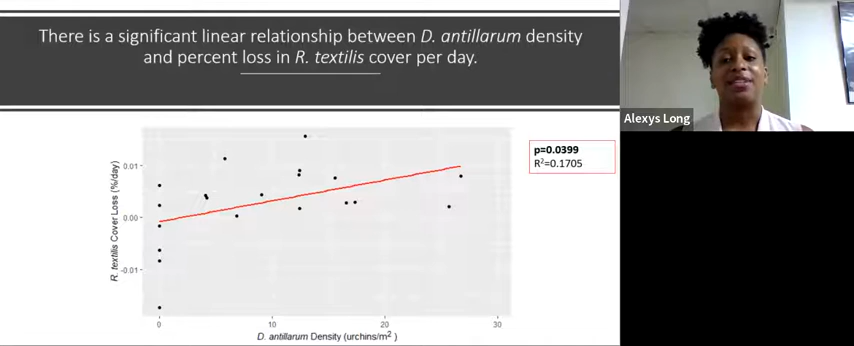 There is a significant linear relationship between D. antillarum density
and percent loss in R. textilis cover per day.
Alexys Long
p=0.0399
R²=0.1705
R. textilis Cover Loss (%/day)
0.01
0.00
-0.01
0
10
20
30
D. antillarum Density (urchins/m²)